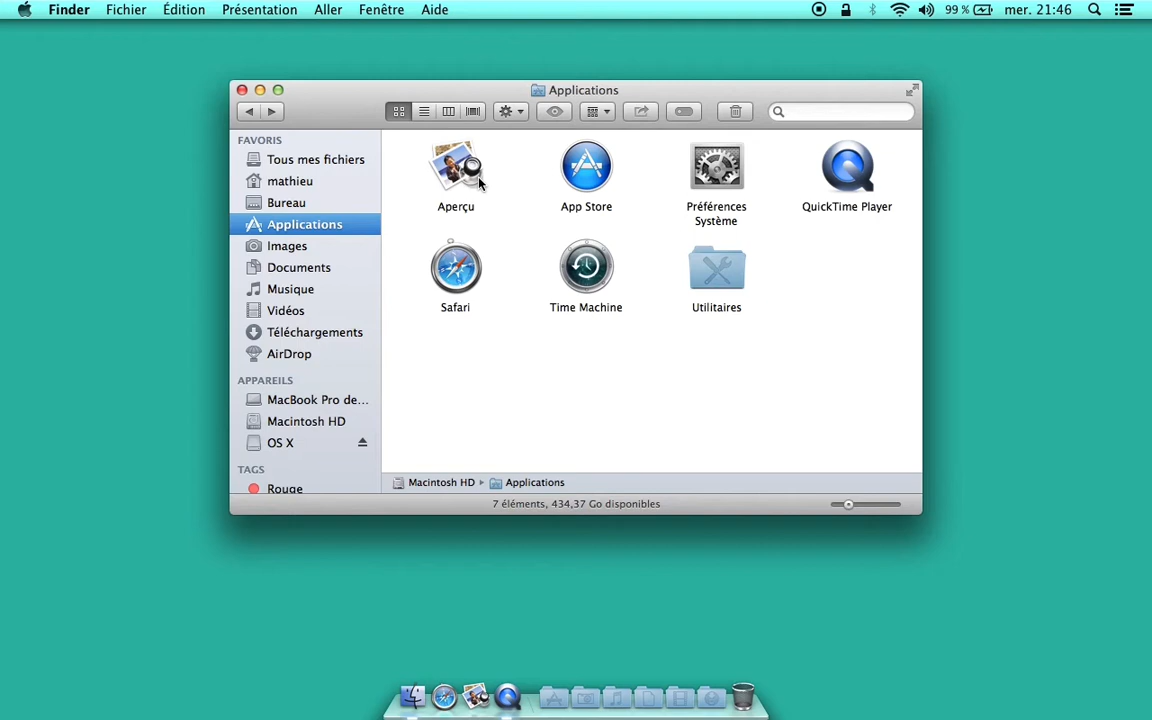 Finder Fichier Édition Présentation Aller Fenêtre Aide 99 % mer. 21:46
Applications
FAVORIS
Tous mes fichiers
mathieu
Bureau
Applications
Images
Documents
Musique
Vidéos
Téléchargements
AirDrop
APPAREILS
MacBook Pro de...
Macintosh HD
OS X
TAGS
Rouge
Aperçu App Store Préférences QuickTime Player
Système
Safari Time Machine Utilitaires
Macintosh HD Applications
7 éléments, 434,37 Go disponibles